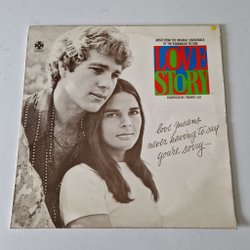 MUSIC FROM THE ORIGINAL SOUNDTRACK
OF THE PARAMOUNT PICTURE
LOVE
STORY
COMPOSED BY FRANCIS LAI
love means
never having to say
you're sorry